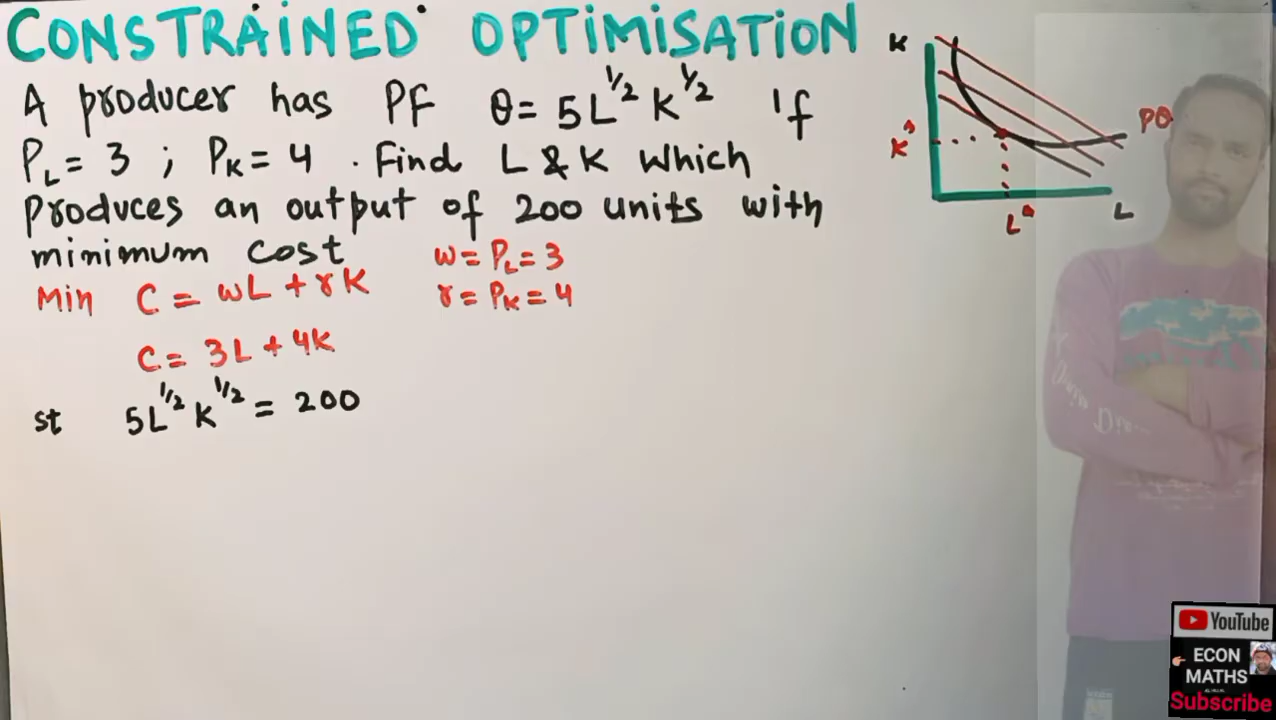 CONSTRAINED OPTIMISATION
A producer has PF θ= 5L^1/2 K^1/2 If
P_L = 3 ; P_K = 4 . Find L & K which
produces an output of 200 units with
minimum cost
w = P_L = 3
Min C = wL + rK
r = P_K = 4
C = 3L + 4K
st 5L^1/2 K^1/2 = 200
K
PθK*
L*
L
YouTube
ECON
MATHS
Subscribe